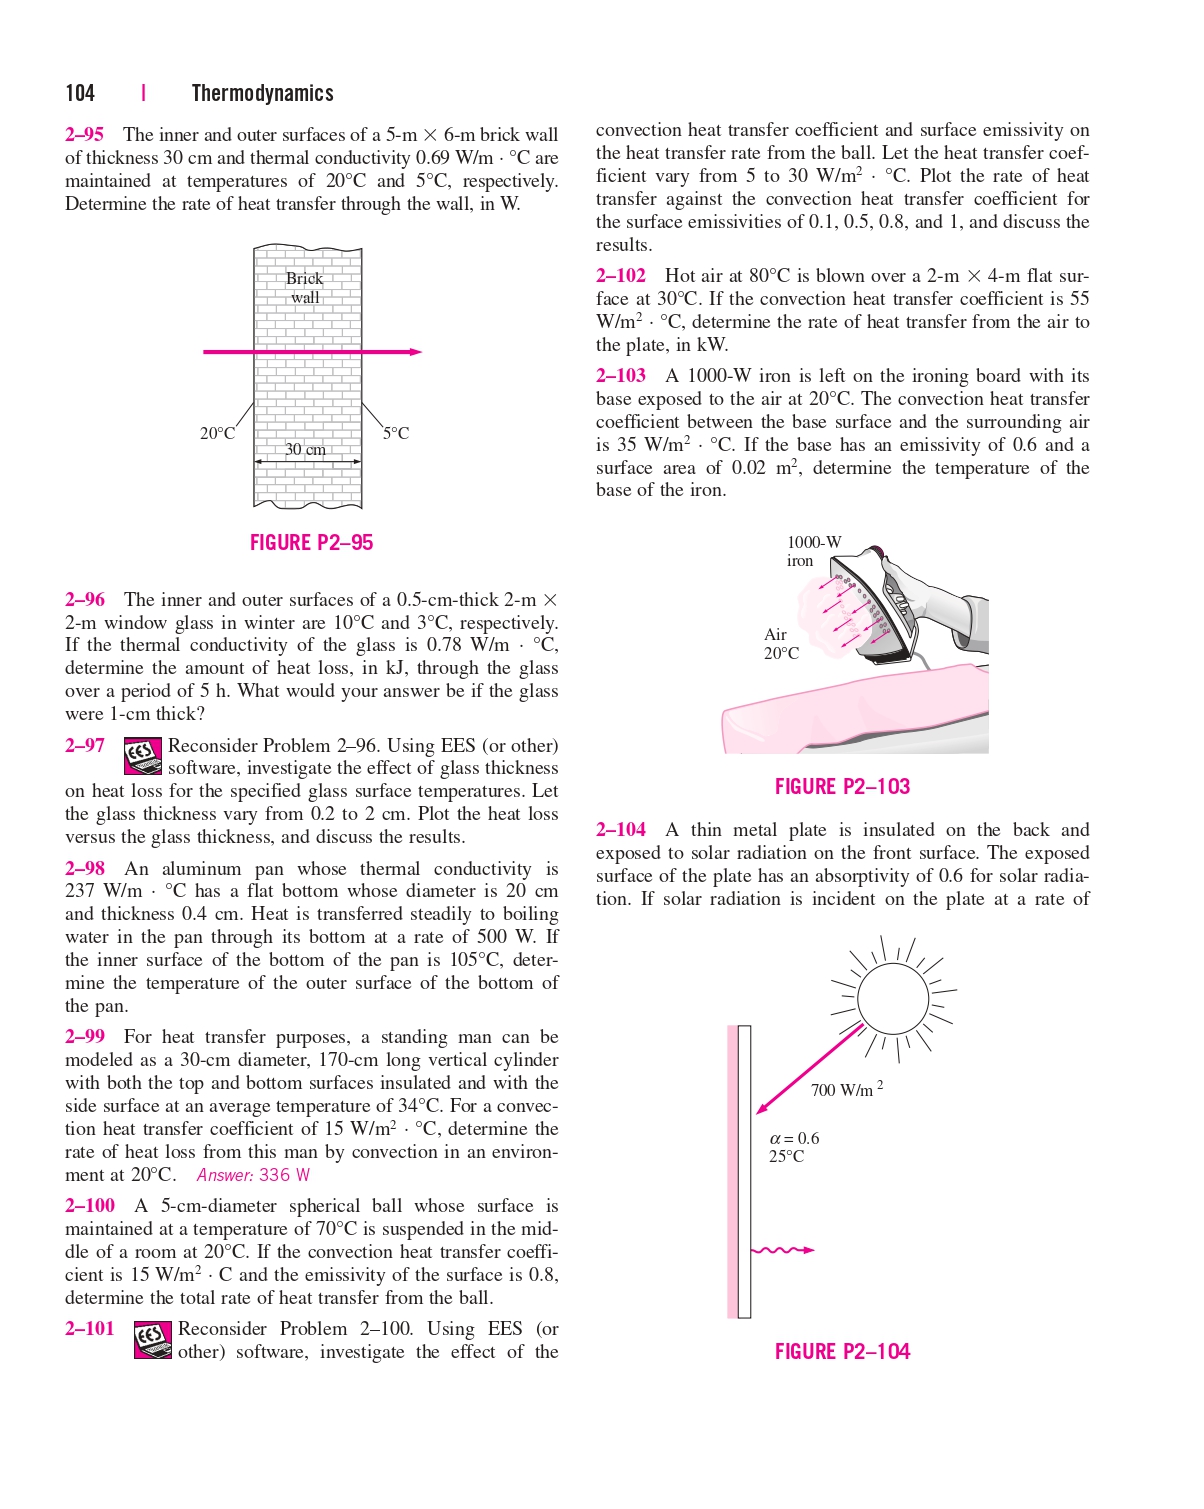 104 | Thermodynamics
2–95 The inner and outer surfaces of a 5-m × 6-m brick wall
of thickness 30 cm and thermal conductivity 0.69 W/m · °C are
maintained at temperatures of 20°C and 5°C, respectively.
Determine the rate of heat transfer through the wall, in W.
Brick
wall
20°C
5°C
30 cm
FIGURE P2–95
2–96 The inner and outer surfaces of a 0.5-cm-thick 2-m ×
2-m window glass in winter are 10°C and 3°C, respectively.
If the thermal conductivity of the glass is 0.78 W/m · °C,
determine the amount of heat loss, in kJ, through the glass
over a period of 5 h. What would your answer be if the glass
were 1-cm thick?
2–97 EES Reconsider Problem 2–96. Using EES (or other)
software, investigate the effect of glass thickness
on heat loss for the specified glass surface temperatures. Let
the glass thickness vary from 0.2 to 2 cm. Plot the heat loss
versus the glass thickness, and discuss the results.
2–98 An aluminum pan whose thermal conductivity is
237 W/m · °C has a flat bottom whose diameter is 20 cm
and thickness 0.4 cm. Heat is transferred steadily to boiling
water in the pan through its bottom at a rate of 500 W. If
the inner surface of the bottom of the pan is 105°C, deter-
mine the temperature of the outer surface of the bottom of
the pan.
2–99 For heat transfer purposes, a standing man can be
modeled as a 30-cm diameter, 170-cm long vertical cylinder
with both the top and bottom surfaces insulated and with the
side surface at an average temperature of 34°C. For a convec-
tion heat transfer coefficient of 15 W/m² · °C, determine the
rate of heat loss from this man by convection in an environ-
ment at 20°C. Answer: 336 W
2–100 A 5-cm-diameter spherical ball whose surface is
maintained at a temperature of 70°C is suspended in the mid-
dle of a room at 20°C. If the convection heat transfer coeffi-
cient is 15 W/m² · C and the emissivity of the surface is 0.8,
determine the total rate of heat transfer from the ball.
2–101 EES Reconsider Problem 2–100. Using EES (or
other) software, investigate the effect of the
convection heat transfer coefficient and surface emissivity on
the heat transfer rate from the ball. Let the heat transfer coef-
ficient vary from 5 to 30 W/m² · °C. Plot the rate of heat
transfer against the convection heat transfer coefficient for
the surface emissivities of 0.1, 0.5, 0.8, and 1, and discuss the
results.
2–102 Hot air at 80°C is blown over a 2-m × 4-m flat sur-
face at 30°C. If the convection heat transfer coefficient is 55
W/m² · °C, determine the rate of heat transfer from the air to
the plate, in kW.
2–103 A 1000-W iron is left on the ironing board with its
base exposed to the air at 20°C. The convection heat transfer
coefficient between the base surface and the surrounding air
is 35 W/m² · °C. If the base has an emissivity of 0.6 and a
surface area of 0.02 m², determine the temperature of the
base of the iron.
1000-W
iron
Air
20°C
FIGURE P2–103
2–104 A thin metal plate is insulated on the back and
exposed to solar radiation on the front surface. The exposed
surface of the plate has an absorptivity of 0.6 for solar radia-
tion. If solar radiation is incident on the plate at a rate of
700 W/m²
α = 0.6
25°C
FIGURE P2–104